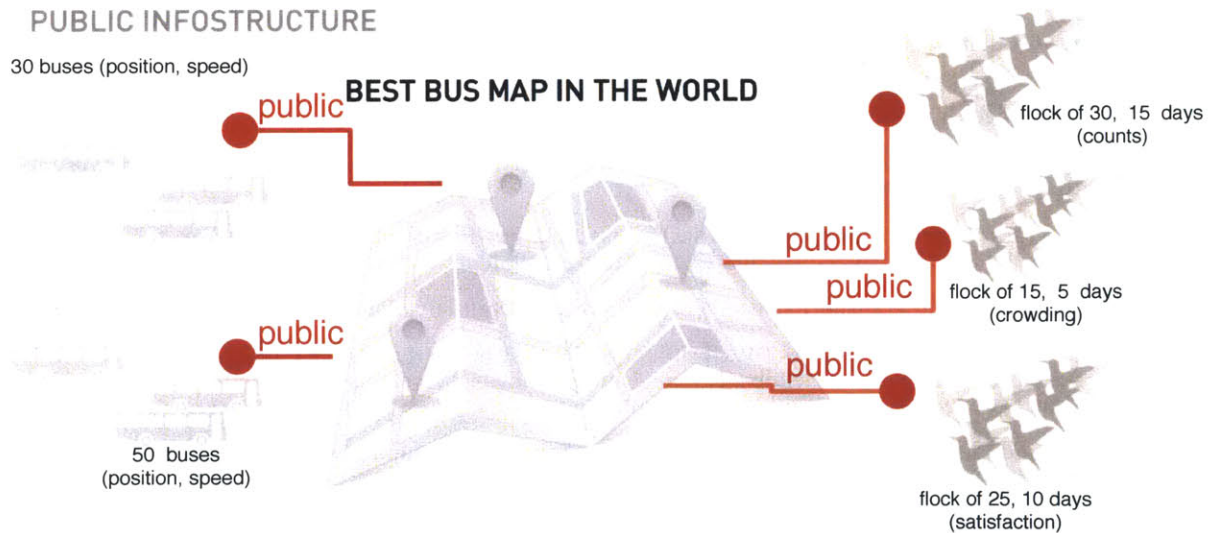 PUBLIC INFOSTRUCTURE
30 buses (position, speed)
BEST BUS MAP IN THE WORLD
public
flock of 30, 15 days
(counts)
public
public
flock of 15, 5 days
(crowding)
public
public
50 buses
(position, speed)
flock of 25, 10 days
(satisfaction)